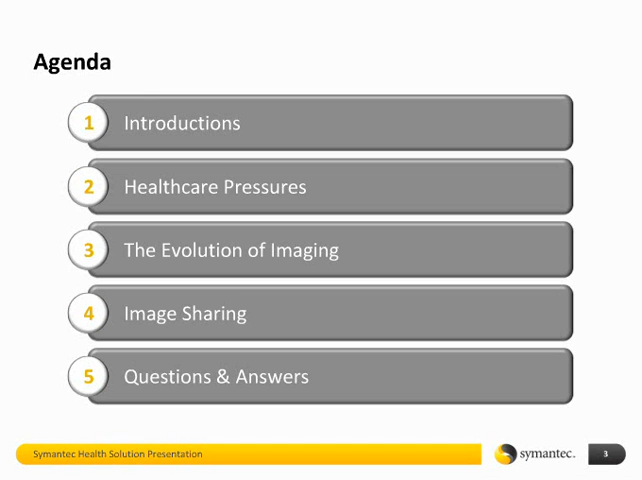 Agenda
1 Introductions
2 Healthcare Pressures
3 The Evolution of Imaging
4 Image Sharing
5 Questions & Answers
Symantec Health Solution Presentation symantec. 3